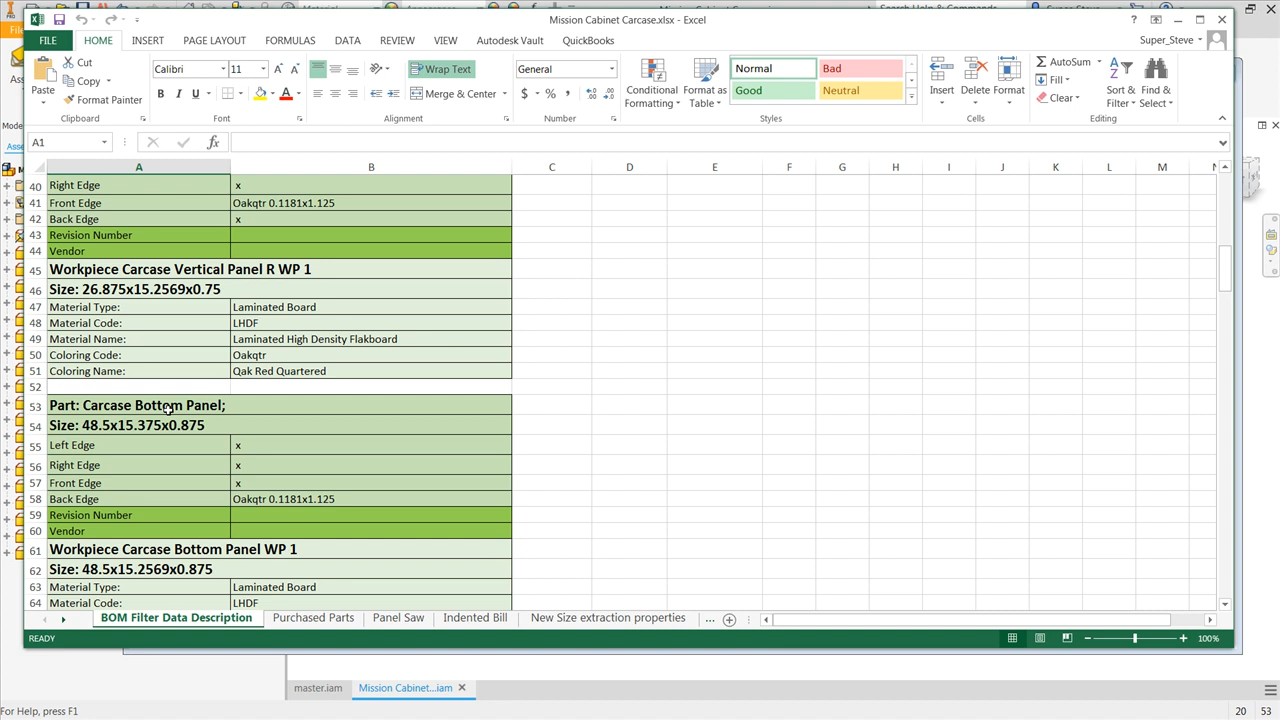 Mission Cabinet Carcase.xlsx - Excel
FILE HOME INSERT PAGE LAYOUT FORMULAS DATA REVIEW VIEW Autodesk Vault QuickBooks Super_Steve
Paste Cut Copy Format Painter Clipboard
Calibri 11 B I U Font
Wrap Text Merge & Center Alignment
General $ % Number
Conditional Formatting Format as Table Normal Bad Good Neutral Styles
Insert Delete Format Cells
AutoSum Fill Clear Sort & Filter Find & Select Editing
A1 fx
A B C D E F G H I J K L M N
40 Right Edge x
41 Front Edge Oakqtr 0.1181x1.125
42 Back Edge x
43 Revision Number
44 Vendor
45 Workpiece Carcase Vertical Panel R WP 1
46 Size: 26.875x15.2569x0.75
47 Material Type: Laminated Board
48 Material Code: LHDF
49 Material Name: Laminated High Density Flakboard
50 Coloring Code: Oakqtr
51 Coloring Name: Qak Red Quartered
52
53 Part: Carcase Bottom Panel;
54 Size: 48.5x15.375x0.875
55 Left Edge x
56 Right Edge x
57 Front Edge x
58 Back Edge Oakqtr 0.1181x1.125
59 Revision Number
60 Vendor
61 Workpiece Carcase Bottom Panel WP 1
62 Size: 48.5x15.2569x0.875
63 Material Type: Laminated Board
64 Material Code: LHDF
BOM Filter Data Description Purchased Parts Panel Saw Indented Bill New Size extraction properties ...
READY 100%
master.iam Mission Cabinet...iam
For Help, press F1 20 53